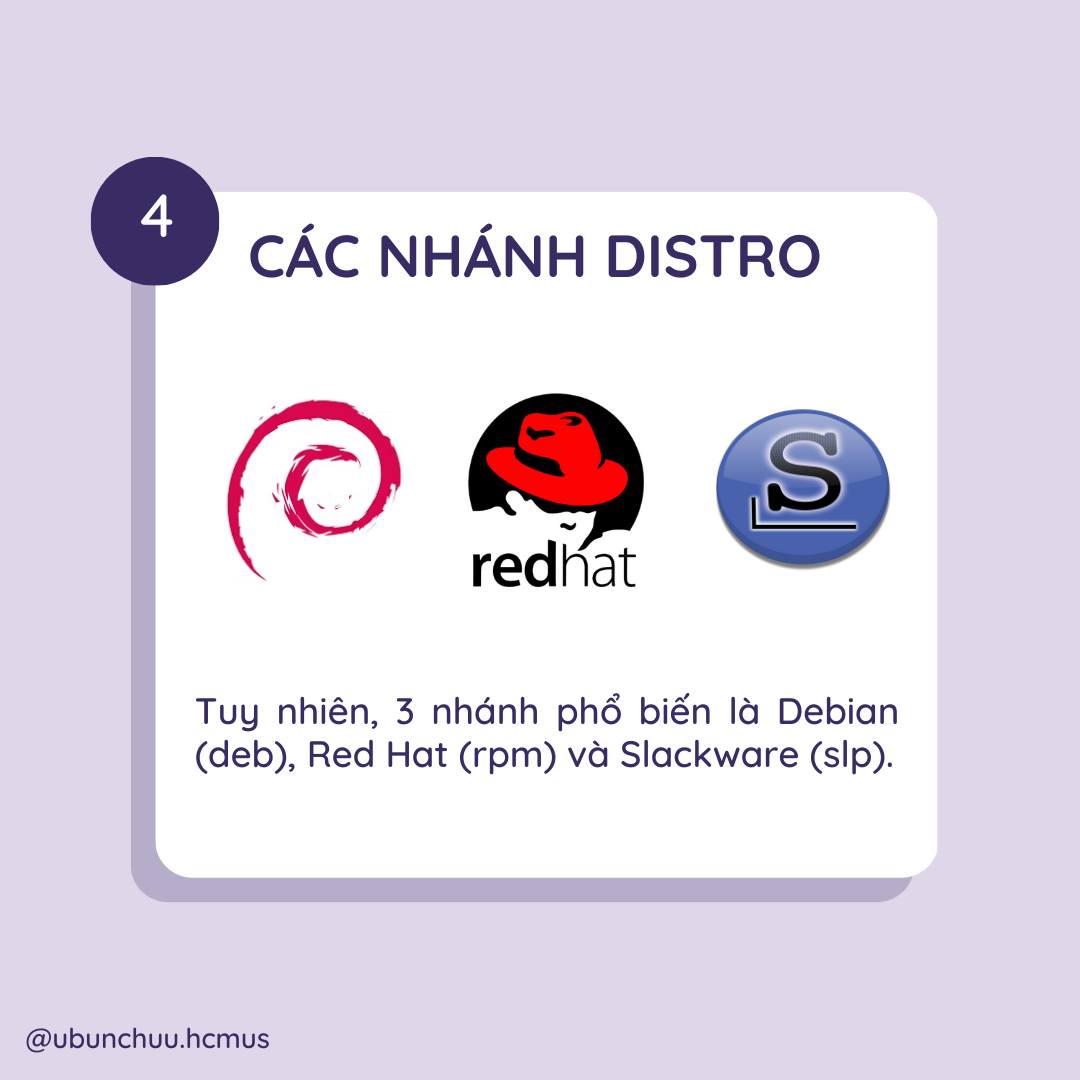 4
CÁC NHÁNH DISTRO
redhat
S
Tuy nhiên, 3 nhánh phổ biến là Debian
(deb), Red Hat (rpm) và Slackware (slp).
@ubunchuu.hcmus